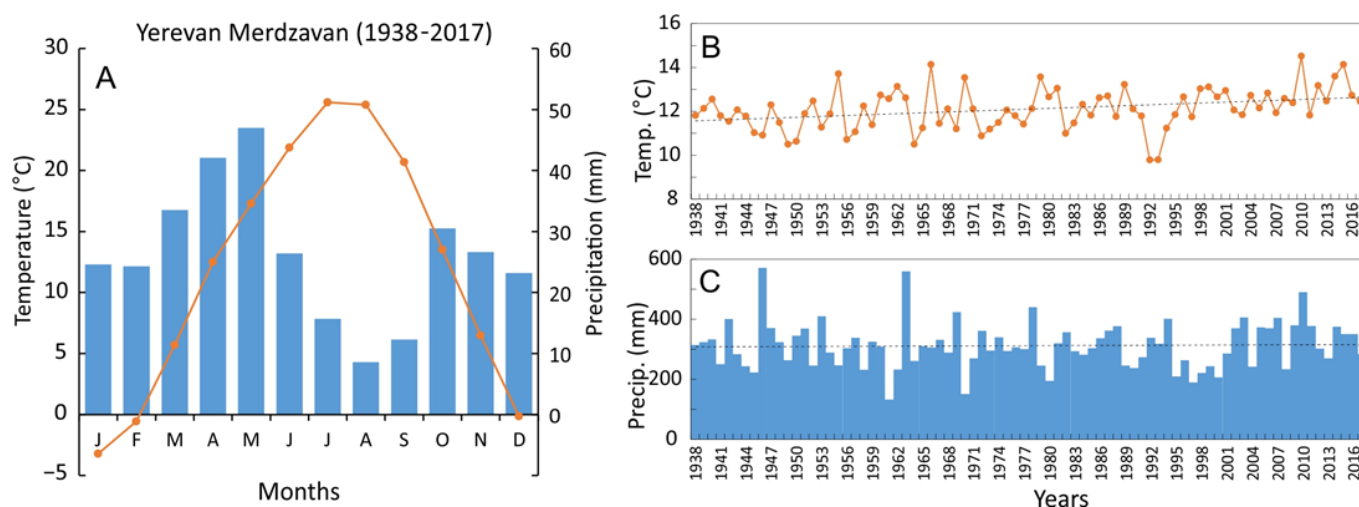 Yerevan Merdzavan (1938-2017)
A
Temperature (°C)
30
25
20
15
10
5
0
−5
J F M A M J J A S O N D
Months
60
50
40
30
20
10
0
Precipitation (mm)
B
Temp. (°C)
16
14
12
10
8
1938 1941 1944 1947 1950 1953 1956 1959 1962 1965 1968 1971 1974 1977 1980 1983 1986 1989 1992 1995 1998 2001 2004 2007 2010 2013 2016
C
Precip. (mm)
600
400
200
0
1938 1941 1944 1947 1950 1953 1956 1959 1962 1965 1968 1971 1974 1977 1980 1983 1986 1989 1992 1995 1998 2001 2004 2007 2010 2013 2016
Years